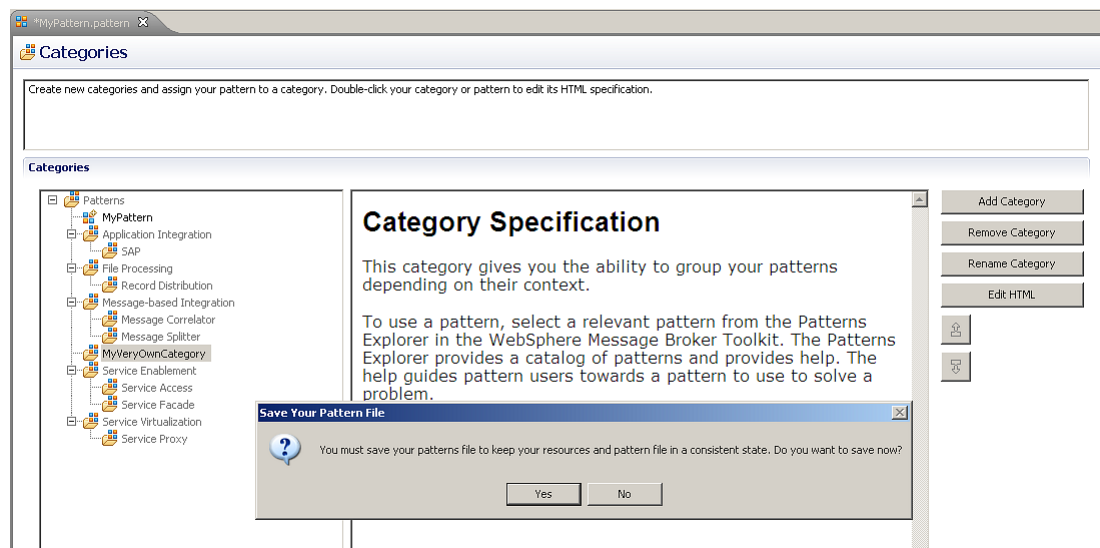 *MyPattern.pattern
Categories
Create new categories and assign your pattern to a category. Double-click your category or pattern to edit its HTML specification.
Categories
Patterns
MyPattern
Application Integration
SAP
File Processing
Record Distribution
Message-based Integration
Message Correlator
Message Splitter
MyVeryOwnCategory
Service Enablement
Service Access
Service Facade
Service Virtualization
Service Proxy
Category Specification
This category gives you the ability to group your patterns
depending on their context.
To use a pattern, select a relevant pattern from the Patterns
Explorer in the WebSphere Message Broker Toolkit. The Patterns
Explorer provides a catalog of patterns and provides help. The
help guides pattern users towards a pattern to use to solve a
problem.
Add Category
Remove Category
Rename Category
Edit HTML
Save Your Pattern File
You must save your patterns file to keep your resources and pattern file in a consistent state. Do you want to save now?
Yes
No